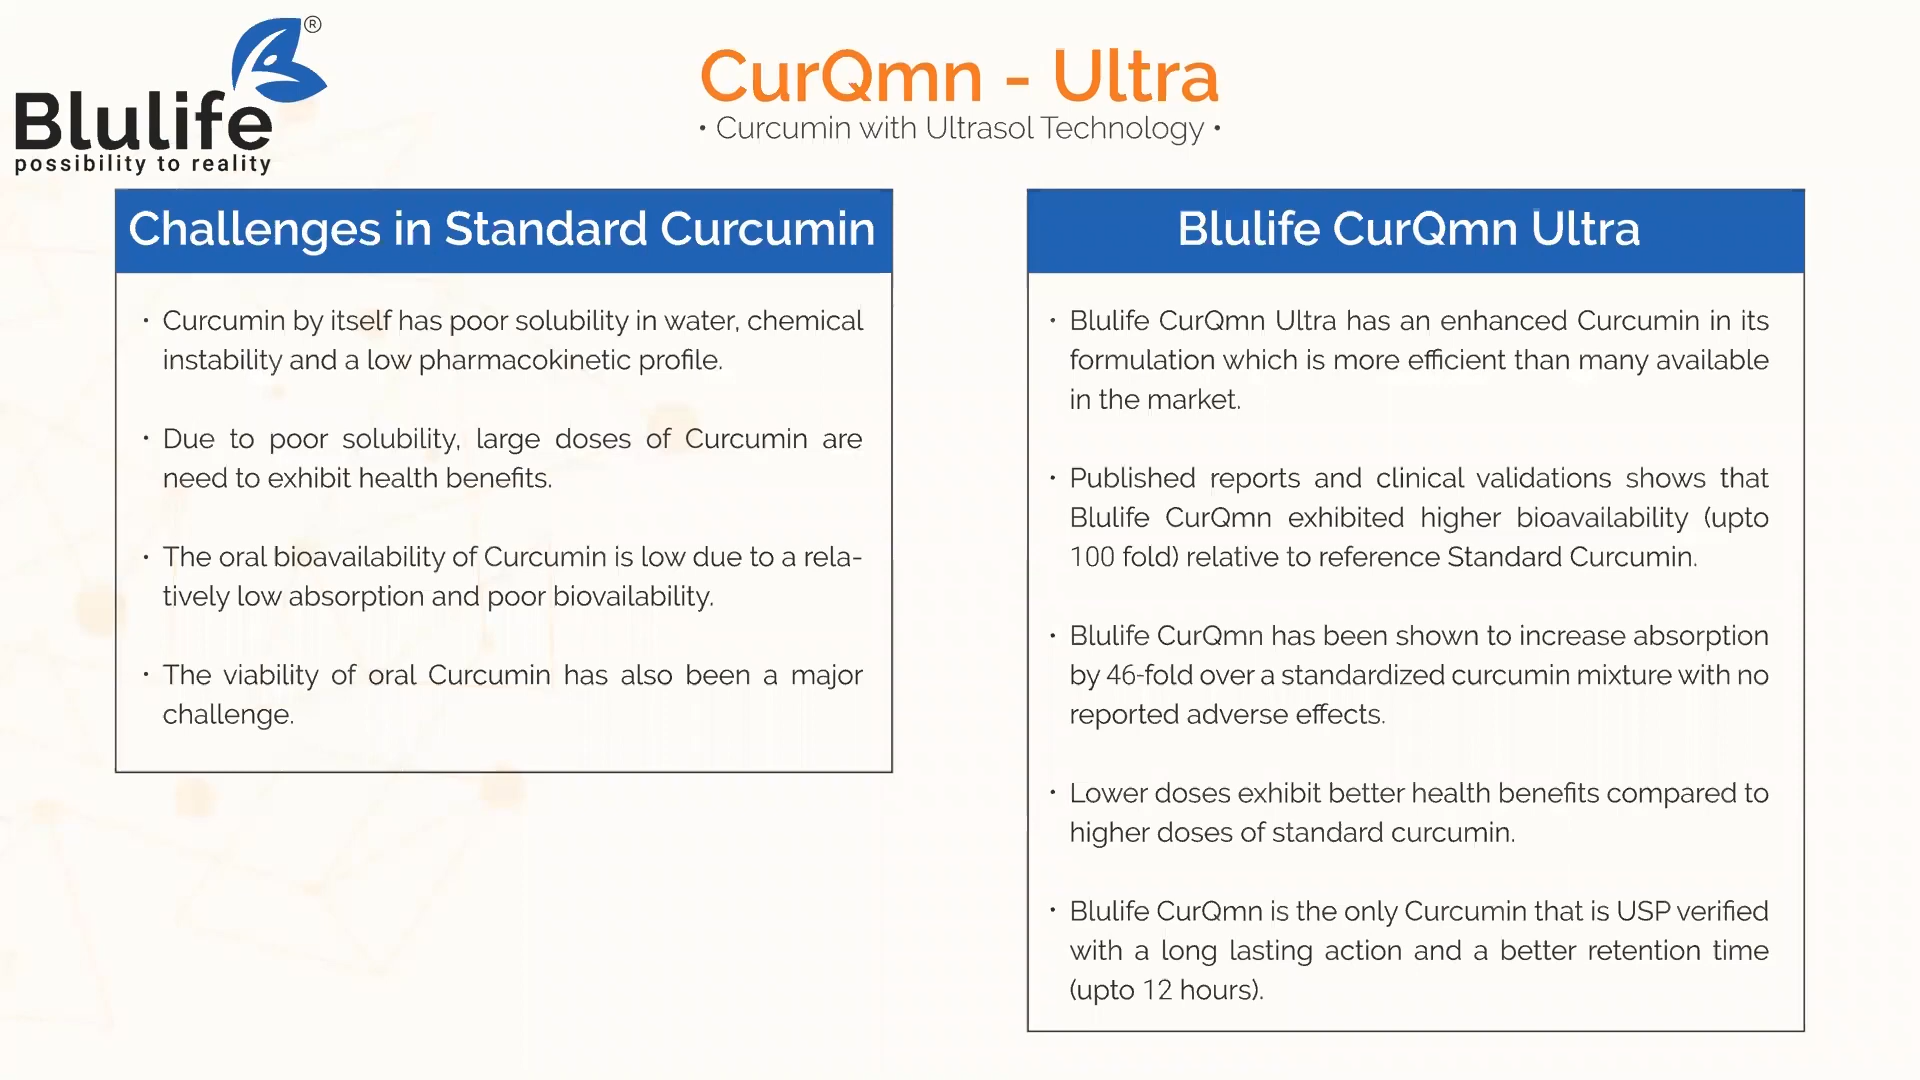 ®
Blulife
possibility to reality
CurQmn - Ultra
• Curcumin with Ultrasol Technology •
Challenges in Standard Curcumin
• Curcumin by itself has poor solubility in water, chemical
instability and a low pharmacokinetic profile.
• Due to poor solubility, large doses of Curcumin are
need to exhibit health benefits.
• The oral bioavailability of Curcumin is low due to a rela-
tively low absorption and poor biovailability.
• The viability of oral Curcumin has also been a major
challenge.
Blulife CurQmn Ultra
• Blulife CurQmn Ultra has an enhanced Curcumin in its
formulation which is more efficient than many available
in the market.
• Published reports and clinical validations shows that
Blulife CurQmn exhibited higher bioavailability (upto
100 fold) relative to reference Standard Curcumin.
• Blulife CurQmn has been shown to increase absorption
by 46-fold over a standardized curcumin mixture with no
reported adverse effects.
• Lower doses exhibit better health benefits compared to
higher doses of standard curcumin.
• Blulife CurQmn is the only Curcumin that is USP verified
with a long lasting action and a better retention time
(upto 12 hours).